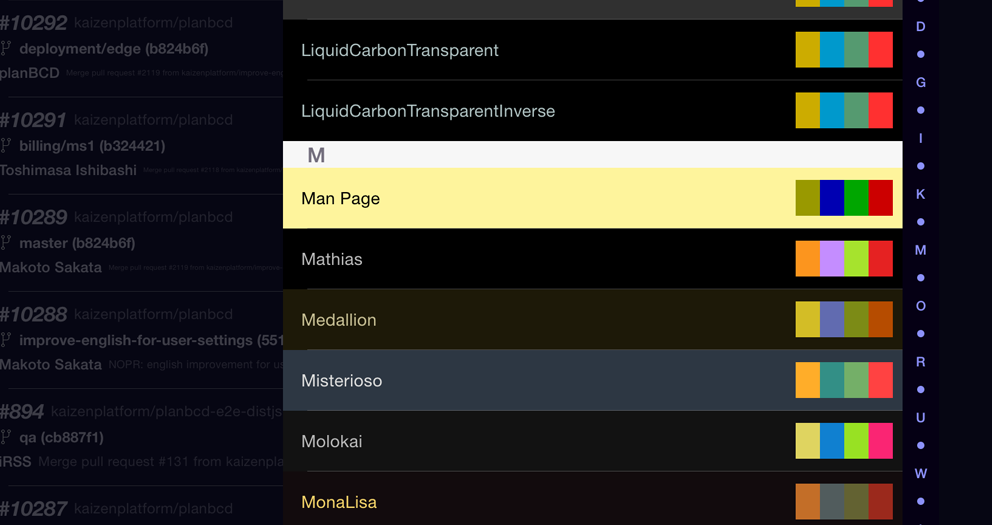 #10292 kaizenplatform/planbcd
deployment/edge (b824b6f)
planBCD Merge pull request #2118 from kaizenplatform/improve-eng
#10291 kaizenplatform/planbcd
billing/ms1 (b324421)
Toshimasa Ishibashi Merge pull request #2118 from kaizenplatform
#10289 kaizenplatform/planbcd
master (b824b6f)
Makoto Sakata Merge pull request #2118 from kaizenplatform/improve-
#10288 kaizenplatform/planbcd
improve-english-for-user-settings (551
Makoto Sakata NOPR: english improvement for us
#894 kaizenplatform/planbcd-e2e-distjs
qa (cb887f1)
iRSS Merge pull request #131 from kaizenpla
#10287 kaizenplatform/planbcd
LiquidCarbonTransparent
LiquidCarbonTransparentInverse
M
Man Page
Mathias
Medallion
Misterioso
Molokai
MonaLisa
D
G
I
K
M
O
R
U
W